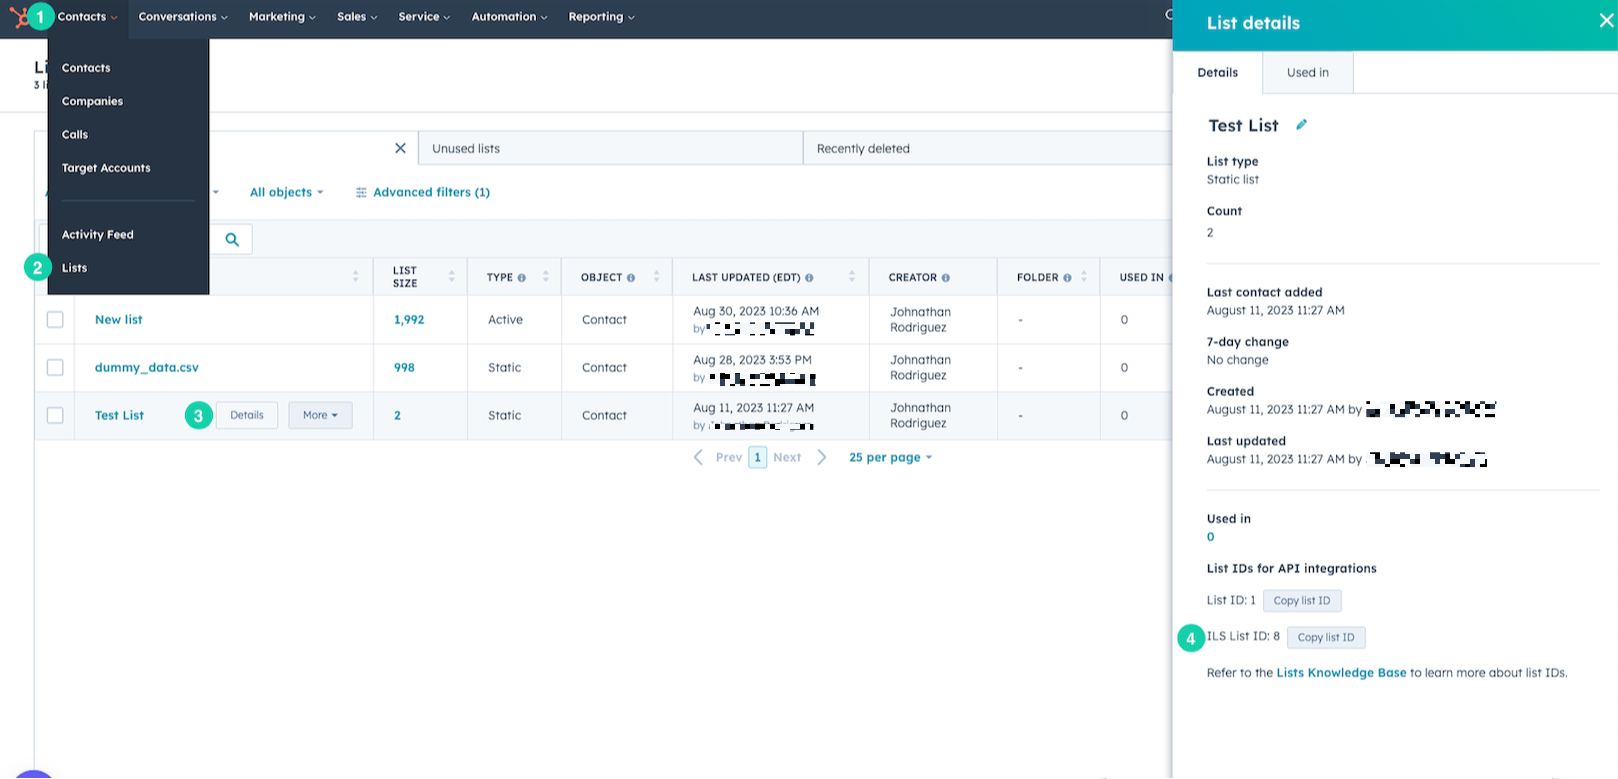 1
Contacts
Conversations
Marketing
Sales
Service
Automation
Reporting
Li
3 li
Contacts
Companies
Calls
Target Accounts
Activity Feed
2
Lists
Unused lists
Recently deleted
All objects
Advanced filters (1)
LIST SIZE
TYPE
OBJECT
LAST UPDATED (EDT)
CREATOR
FOLDER
USED IN
New list
1,992
Active
Contact
Aug 30, 2023 10:36 AM
by
Johnathan Rodriguez
-
0
dummy_data.csv
998
Static
Contact
Aug 28, 2023 3:53 PM
by
Johnathan Rodriguez
-
0
Test List
3
Details
More
2
Static
Contact
Aug 11, 2023 11:27 AM
by
Johnathan Rodriguez
-
0
Prev
1
Next
25 per page
List details
Details
Used in
Test List
List type
Static list
Count
2
Last contact added
August 11, 2023 11:27 AM
7-day change
No change
Created
August 11, 2023 11:27 AM by
Last updated
August 11, 2023 11:27 AM by
Used in
0
List IDs for API integrations
List ID: 1
Copy list ID
4
ILS List ID: 8
Copy list ID
Refer to the Lists Knowledge Base to learn more about list IDs.